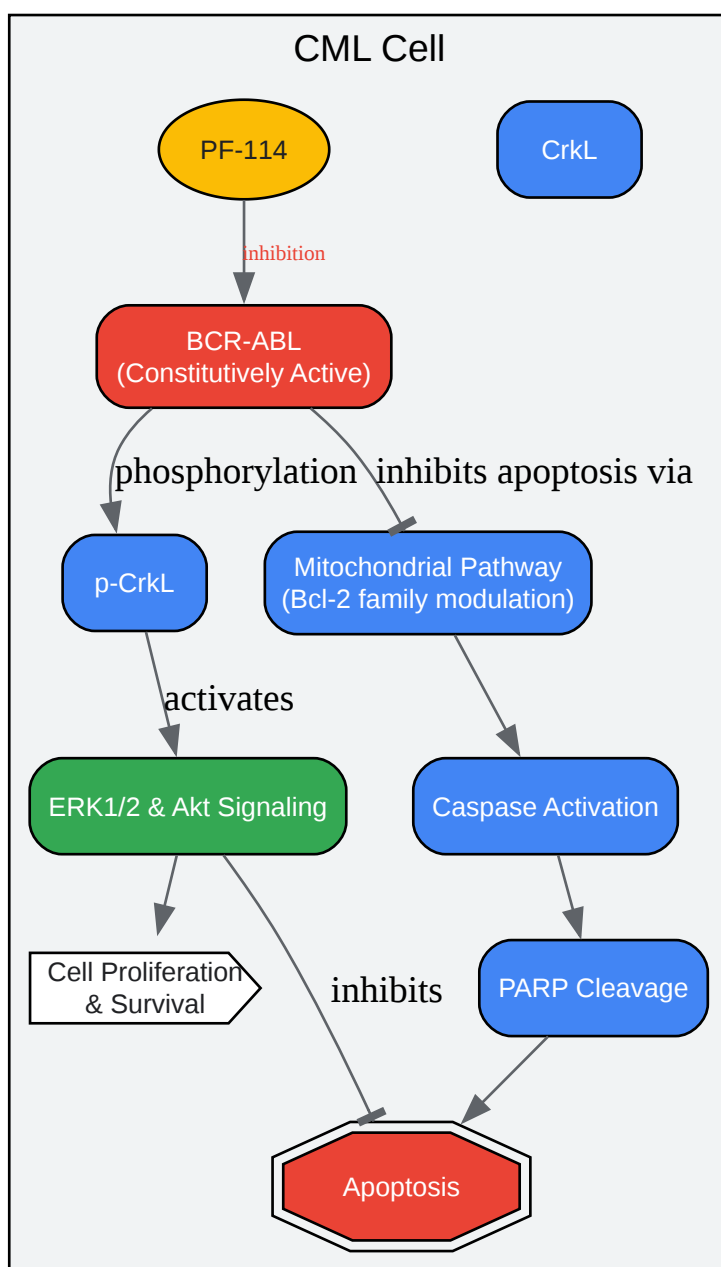 CML Cell
PF-114
CrkL
inhibition
BCR-ABL
(Constitutively Active)
phosphorylation
inhibits apoptosis via
p-CrkL
Mitochondrial Pathway
(Bcl-2 family modulation)
activates
ERK1/2 & Akt Signaling
Caspase Activation
Cell Proliferation
& Survival
inhibits
PARP Cleavage
Apoptosis